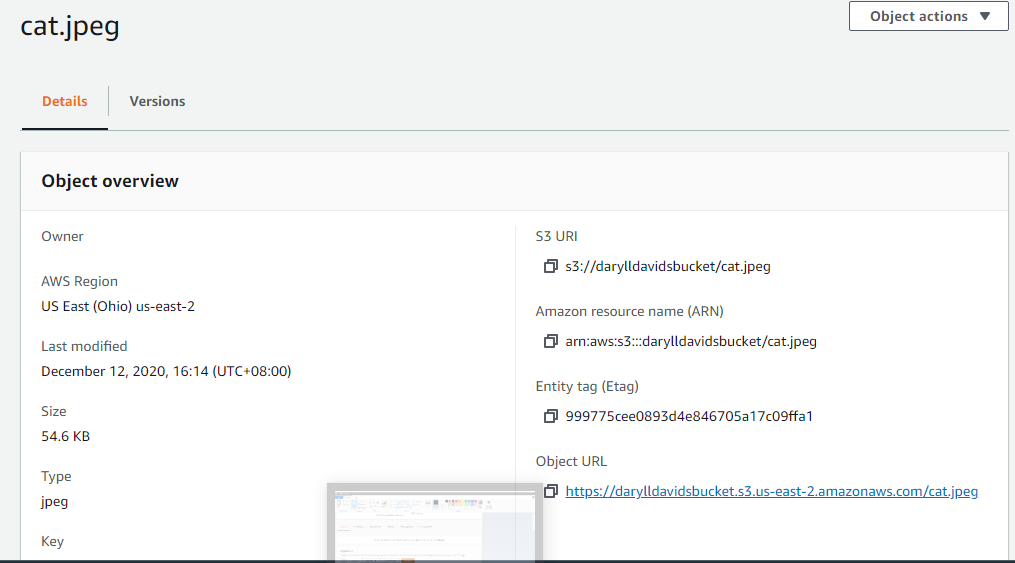 cat.jpeg
Object actions
Details
Versions
Object overview
Owner
AWS Region
US East (Ohio) us-east-2
Last modified
December 12, 2020, 16:14 (UTC+08:00)
Size
54.6 KB
Type
jpeg
Key
S3 URI
s3://darylldavidsbucket/cat.jpeg
Amazon resource name (ARN)
arn:aws:s3:::darylldavidsbucket/cat.jpeg
Entity tag (Etag)
999775cee0893d4e846705a17c09ffa1
Object URL
https://darylldavidsbucket.s3.us-east-2.amazonaws.com/cat.jpeg